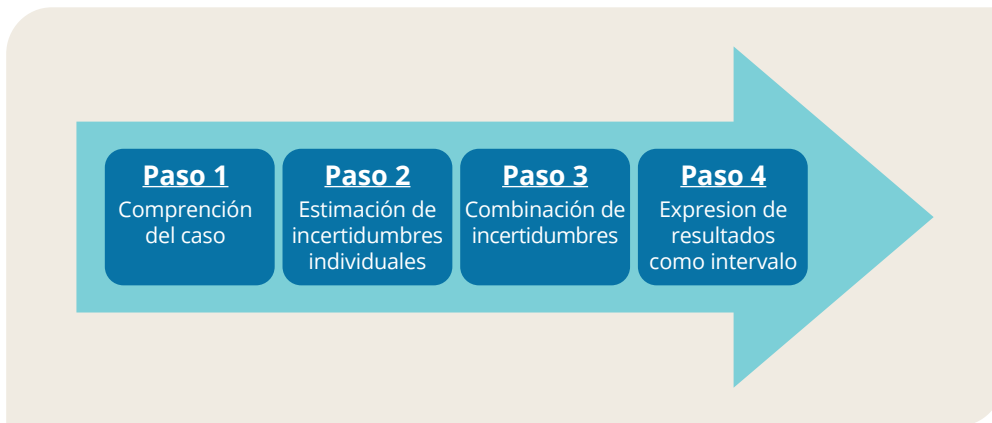 Paso 1
Comprención
del caso
Paso 2
Estimación de
incertidumbres
individuales
Paso 3
Combinación de
incertidumbres
Paso 4
Expresion de
resultados
como intervalo